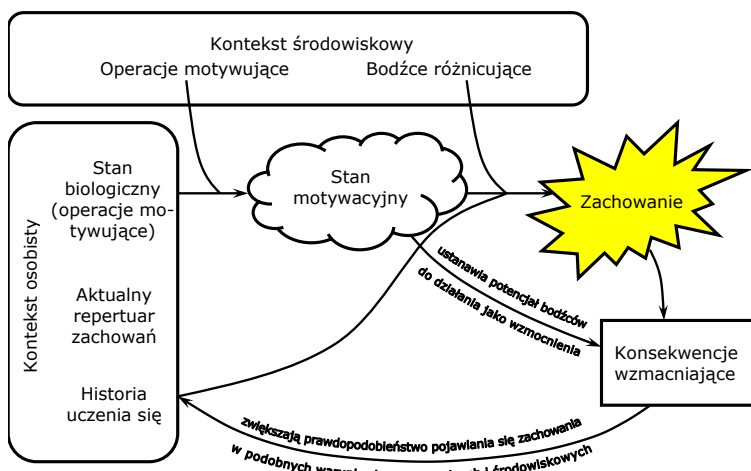 Kontekst środowiskowy
Operacje motywujące
Bodźce różnicujące
Kontekst osobisty
Stan
biologiczny
(operacje mo-
tywujące)
Aktualny
repertuar
zachowań
Historia
uczenia się
Stan
motywacyjny
Zachowanie
ustanawia potencjał bodźców
do działania jako wzmocnienia
Konsekwencje
wzmacniające
zwiększają prawdopodobieństwo pojawiania się zachowania
w podobnych i środowiskowych